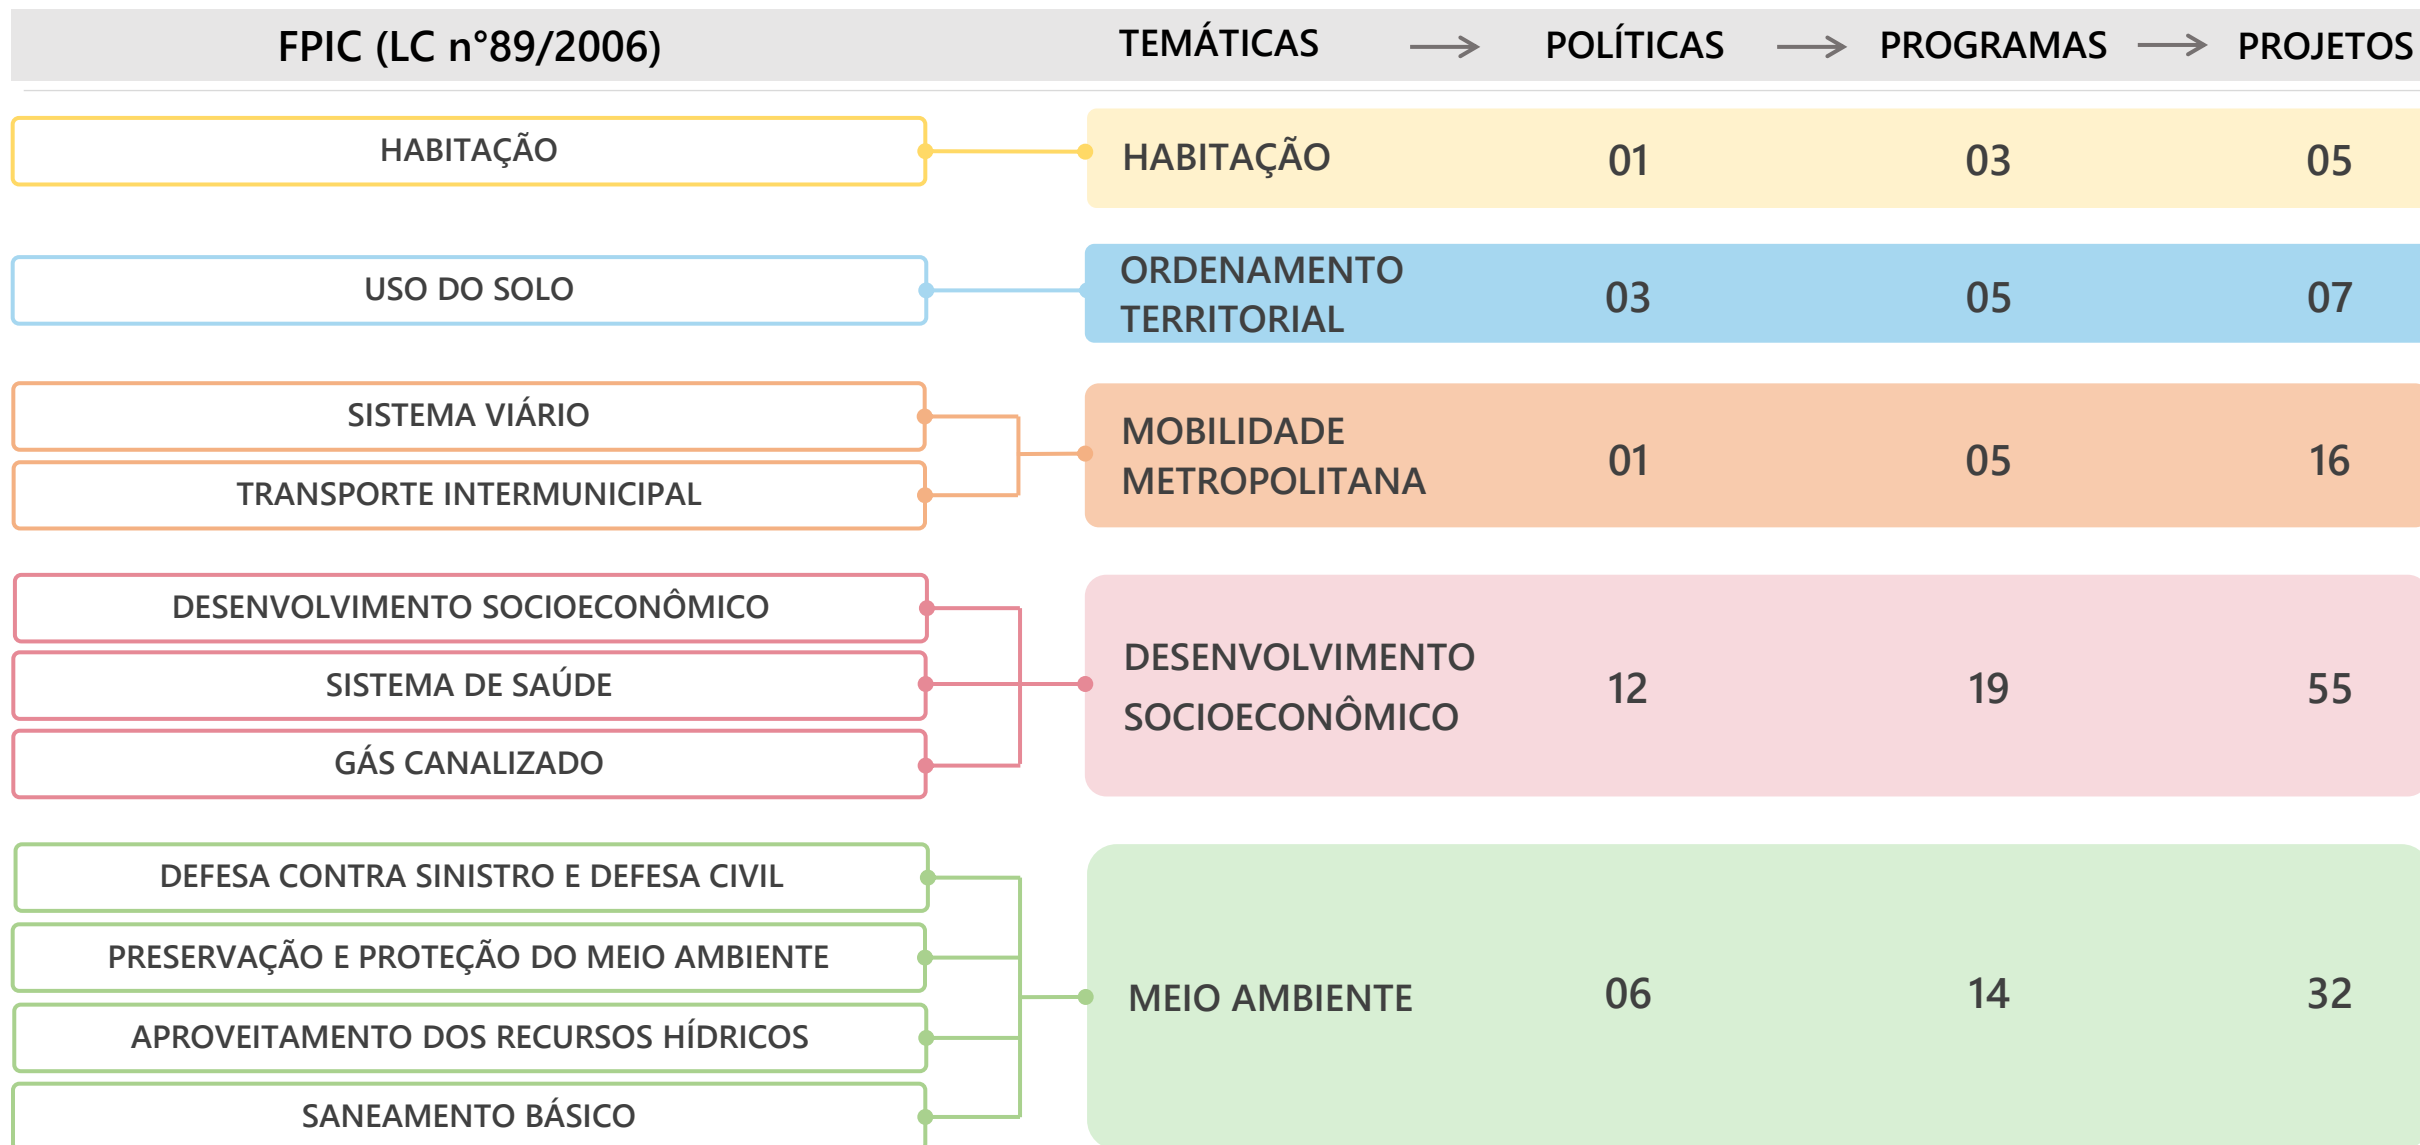 FPIC (LC n°89/2006) TEMÁTICAS POLÍTICAS PROGRAMAS PROJETOS
HABITAÇÃO
HABITAÇÃO 01 03 05
USO DO SOLO
ORDENAMENTO
TERRITORIAL
03 05 07
SISTEMA VIÁRIO
TRANSPORTE INTERMUNICIPAL
MOBILIDADE
METROPOLITANA
01 05 16
DESENVOLVIMENTO SOCIOECONÔMICO
SISTEMA DE SAÚDE
GÁS CANALIZADO
DESENVOLVIMENTO
SOCIOECONÔMICO
12 19 55
DEFESA CONTRA SINISTRO E DEFESA CIVIL
PRESERVAÇÃO E PROTEÇÃO DO MEIO AMBIENTE
APROVEITAMENTO DOS RECURSOS HÍDRICOS
SANEAMENTO BÁSICO
MEIO AMBIENTE 06 14 32